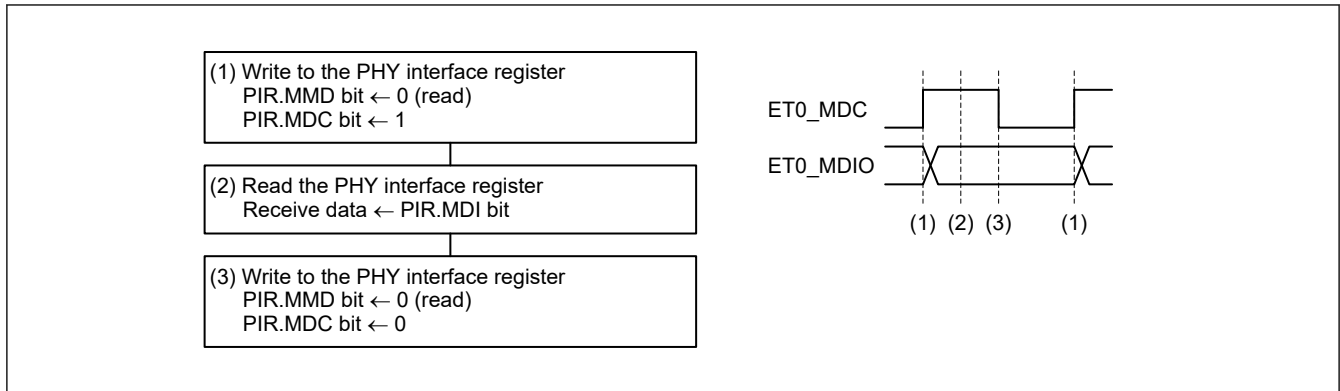 (1) Write to the PHY interface register
PIR.MMD bit ← 0 (read)
PIR.MDC bit ← 1
(2) Read the PHY interface register
Receive data ← PIR.MDI bit
(3) Write to the PHY interface register
PIR.MMD bit ← 0 (read)
PIR.MDC bit ← 0
ET0_MDC
ET0_MDIO
(1) (2) (3) (1)